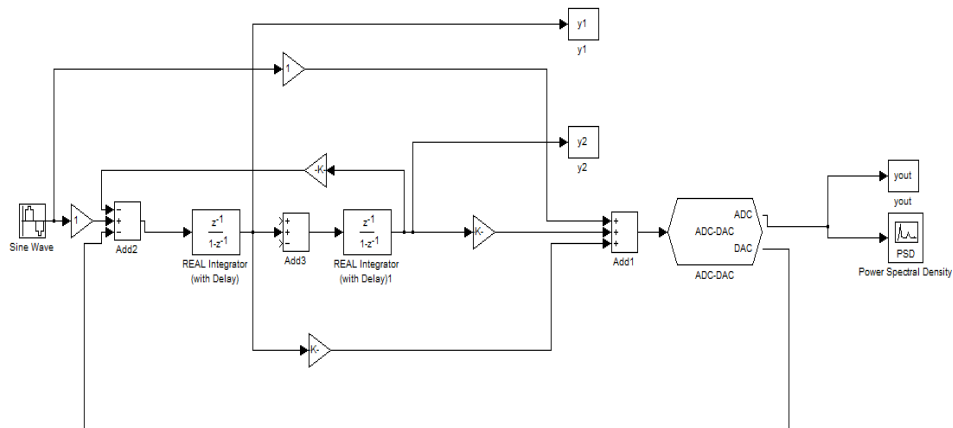 y1
y1
1
y2
y2
-K-
Sine Wave
1
−
+
−
Add2
z-1
1-z-1
REAL Integrator
(with Delay)
+
+
−
Add3
z-1
1-z-1
REAL Integrator
(with Delay)1
K-
K-
+
+
+
Add1
ADC
ADC-DAC
DAC
ADC-DAC
yout
yout
PSD
Power Spectral Density